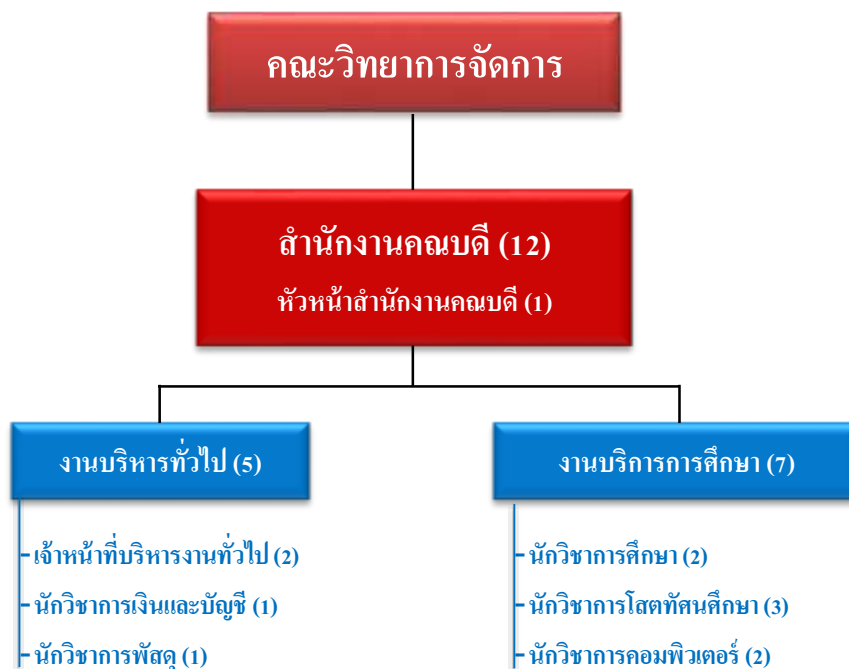 คณะวิทยาการจัดการ
สำนักงานคณบดี (12)
หัวหน้าสำนักงานคณบดี (1)
งานบริหารทั่วไป (5)
เจ้าหน้าที่บริหารงานทั่วไป (2)
นักวิชาการเงินและบัญชี (1)
นักวิชาการพัสดุ (1)
งานบริการการศึกษา (7)
นักวิชาการศึกษา (2)
นักวิชาการโสตทัศนศึกษา (3)
นักวิชาการคอมพิวเตอร์ (2)